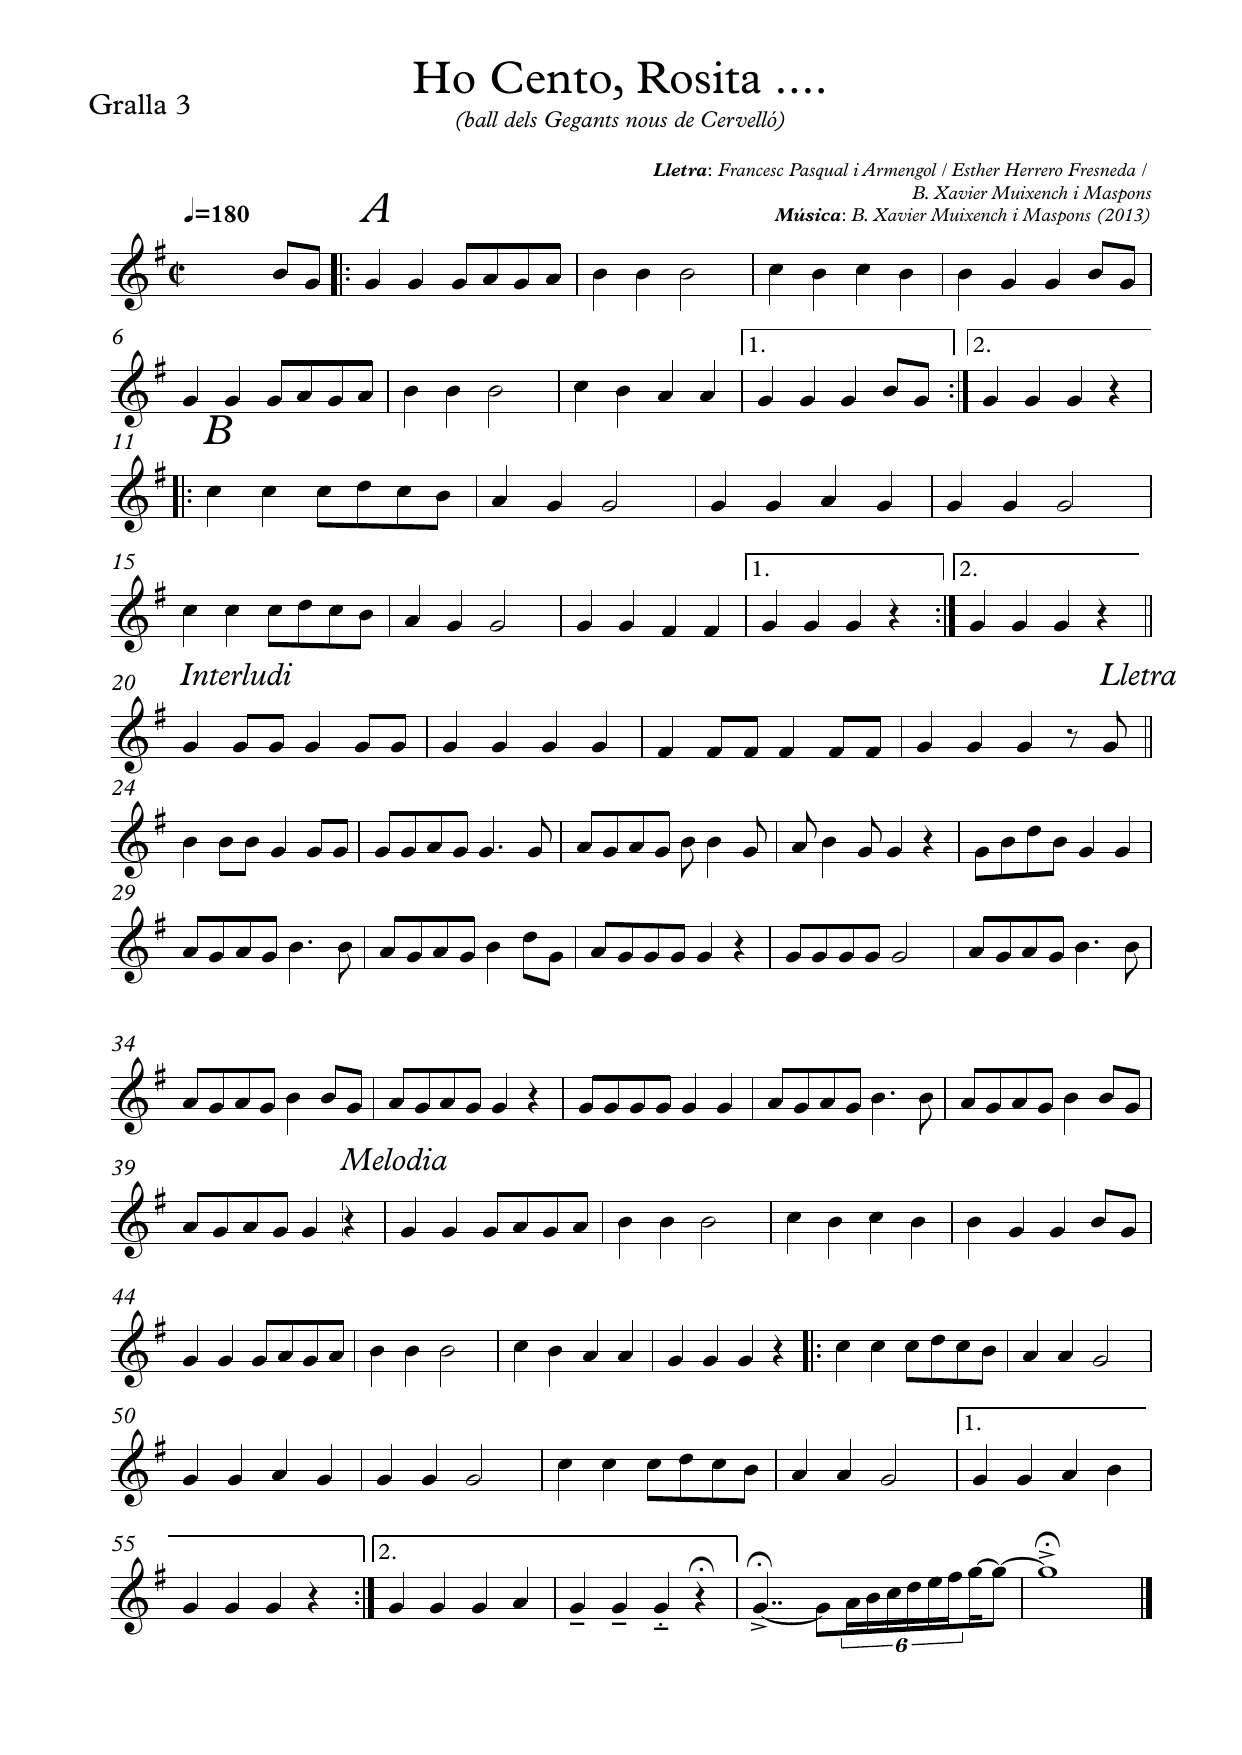 Ho Cento, Rosita ....
Gralla 3
(ball dels Gegants nous de Cervelló)
Lletra: Francesc Pasqual i Armengol / Esther Herrero Fresneda /
B. Xavier Muixench i Maspons
Música: B. Xavier Muixench i Maspons (2013)
♩=180
A
6
1.
2.
11
B
15
1.
2.
20
Interludi
Lletra
24
29
34
39
Melodia
44
50
1.
55
2.
6